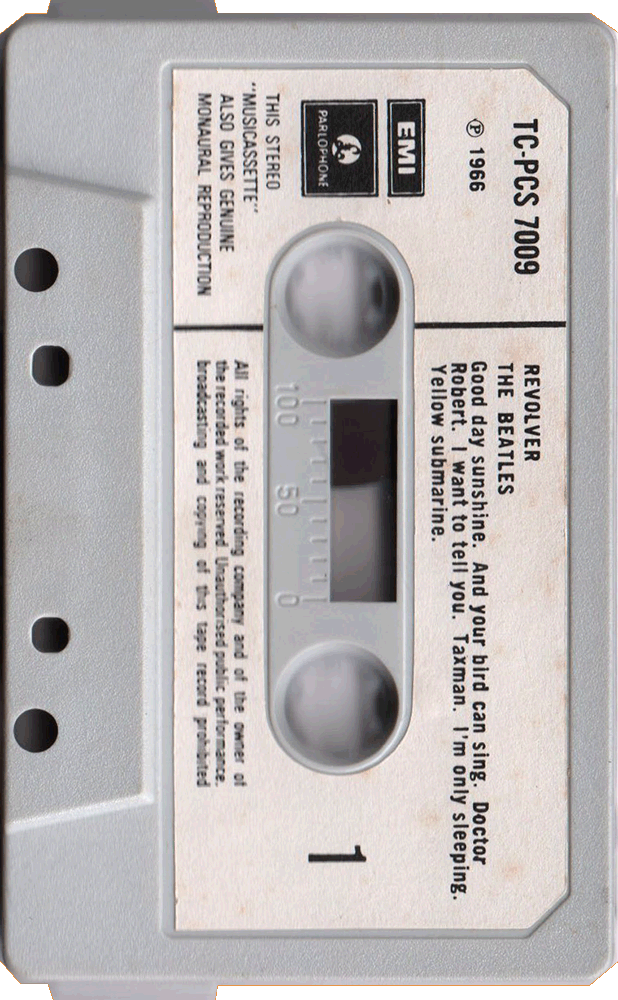 TC-PCS 7009
℗ 1966
EMI
PARLOPHONE
THIS STEREO
"MUSICASSETTE"
ALSO GIVES GENUINE
MONAURAL REPRODUCTION
REVOLVER
THE BEATLES
Good day sunshine. And your bird can sing. Doctor
Robert. I want to tell you. Taxman. I'm only sleeping.
Yellow submarine.
100 50 0
1
All rights of the recording company and of the owner of
the recorded work reserved. Unauthorised public performance,
broadcasting and copying of this tape record prohibited